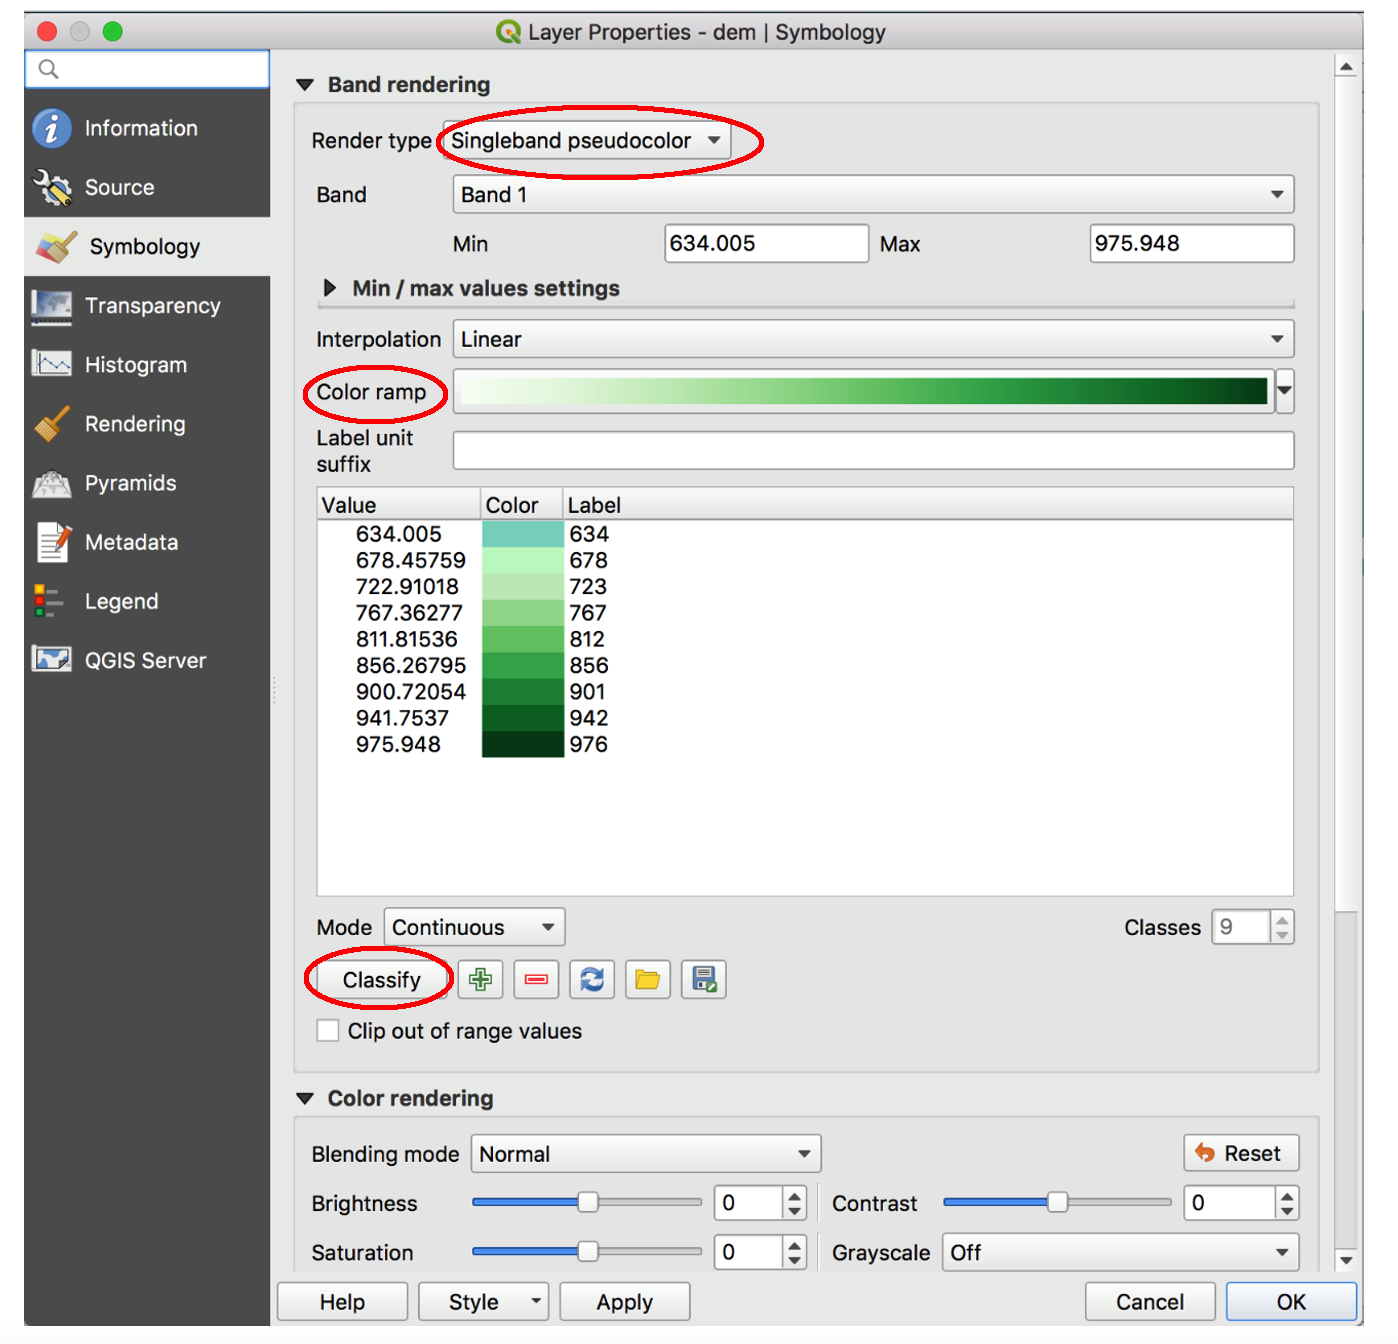 Layer Properties - dem | Symbology
Information
Source
Symbology
Transparency
Histogram
Rendering
Pyramids
Metadata
Legend
QGIS Server
Band rendering
Render type Singleband pseudocolor
Band Band 1
Min 634.005 Max 975.948
Min / max values settings
Interpolation Linear
Color ramp
Label unit
suffix
Value Color Label
634.005 634
678.45759 678
722.91018 723
767.36277 767
811.81536 812
856.26795 856
900.72054 901
941.7537 942
975.948 976
Mode Continuous Classes 9
Classify
Clip out of range values
Color rendering
Blending mode Normal Reset
Brightness 0 Contrast 0
Saturation 0 Grayscale Off
Help Style Apply Cancel OK